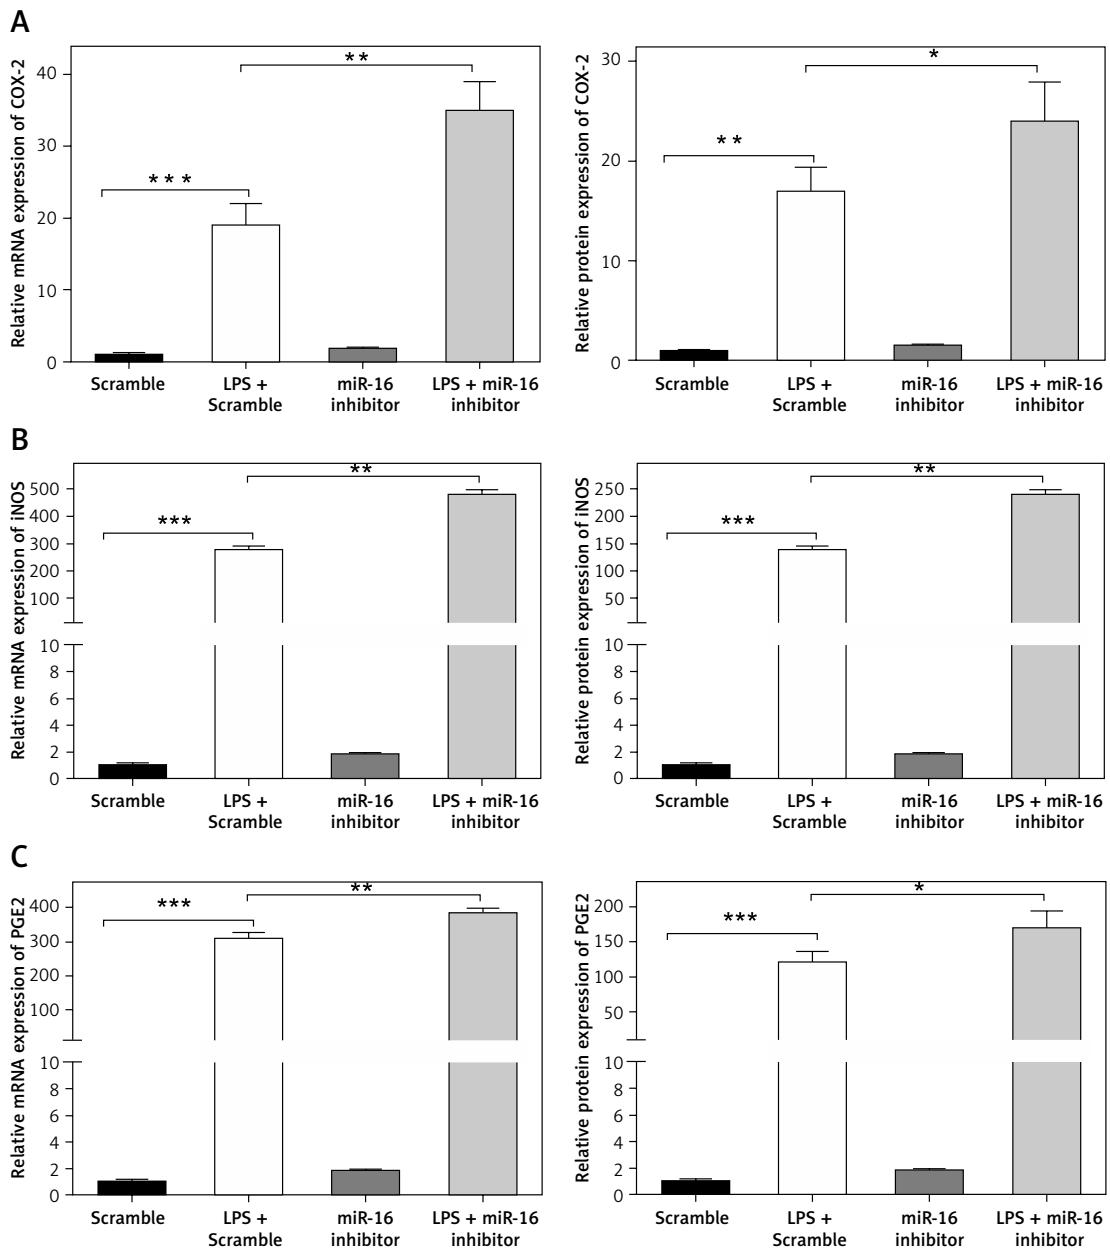 A
Relative mRNA expression of COX-2
40
30
20
10
0
***
**
Scramble
LPS +
Scramble
miR-16
inhibitor
LPS + miR-16
inhibitor
Relative protein expression of COX-2
30
20
10
0
**
*
Scramble
LPS +
Scramble
miR-16
inhibitor
LPS + miR-16
inhibitor
B
Relative mRNA expression of iNOS
500
400
300
200
100
10
8
6
4
2
0
***
**
Scramble
LPS +
Scramble
miR-16
inhibitor
LPS + miR-16
inhibitor
Relative protein expression of iNOS
250
200
150
100
50
10
8
6
4
2
0
***
**
Scramble
LPS +
Scramble
miR-16
inhibitor
LPS + miR-16
inhibitor
C
Relative mRNA expression of PGE2
400
300
200
100
10
8
6
4
2
0
***
**
Scramble
LPS +
Scramble
miR-16
inhibitor
LPS + miR-16
inhibitor
Relative protein expression of PGE2
200
150
100
50
10
8
6
4
2
0
***
*
Scramble
LPS +
Scramble
miR-16
inhibitor
LPS + miR-16
inhibitor